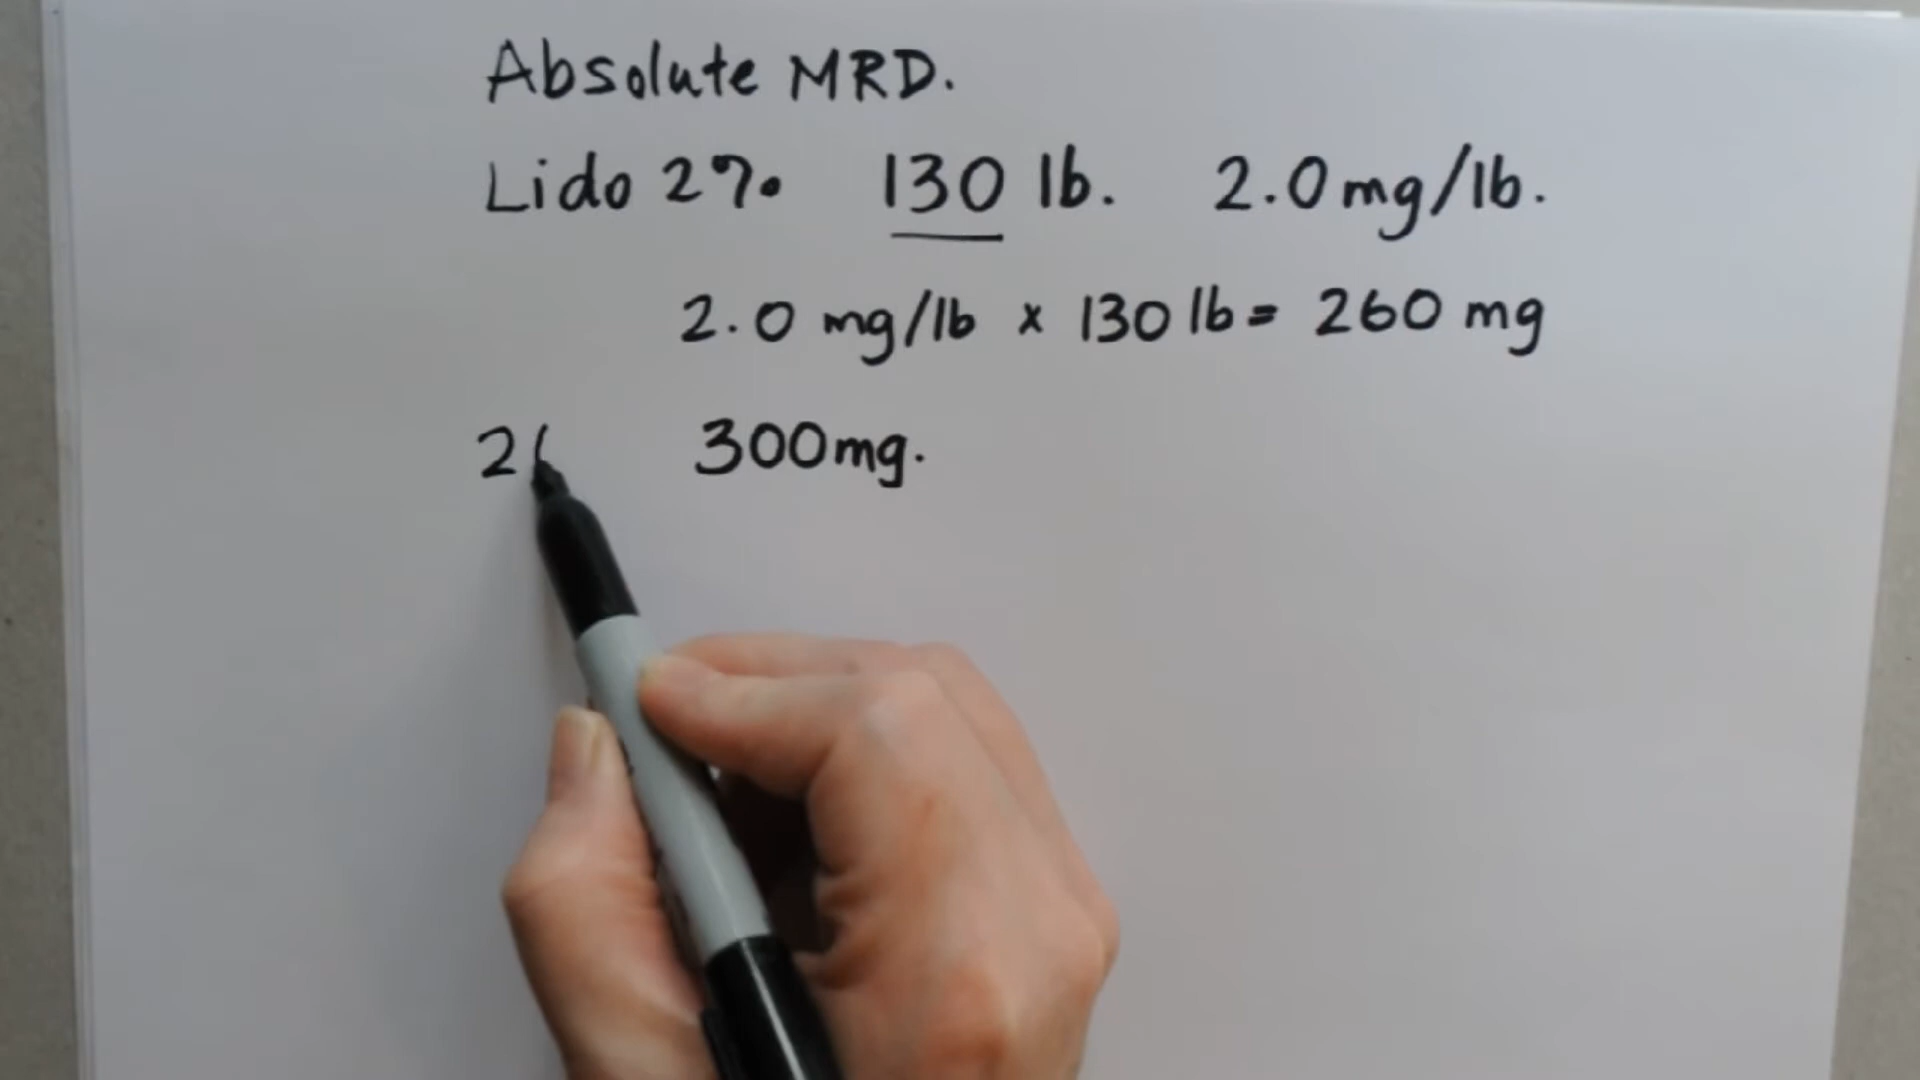 Absolute MRD.
Lido 2% 130 lb. 2.0 mg/lb.
2.0 mg/lb x 130 lb = 260 mg
26 300mg.